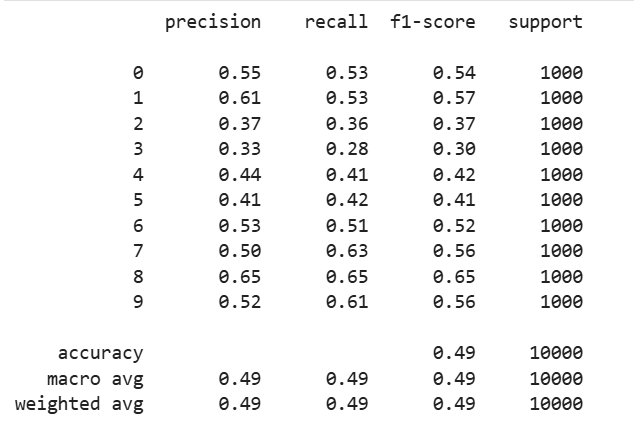 precision recall f1-score support
0 0.55 0.53 0.54 1000
1 0.61 0.53 0.57 1000
2 0.37 0.36 0.37 1000
3 0.33 0.28 0.30 1000
4 0.44 0.41 0.42 1000
5 0.41 0.42 0.41 1000
6 0.53 0.51 0.52 1000
7 0.50 0.63 0.56 1000
8 0.65 0.65 0.65 1000
9 0.52 0.61 0.56 1000
accuracy 0.49 10000
macro avg 0.49 0.49 0.49 10000
weighted avg 0.49 0.49 0.49 10000